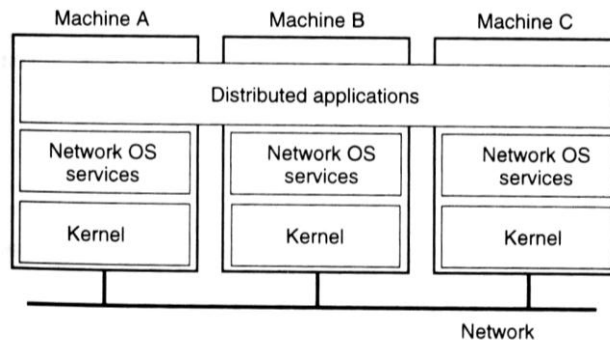 Machine A
Machine B
Machine C
Distributed applications
Network OS
services
Network OS
services
Network OS
services
Kernel
Kernel
Kernel
Network